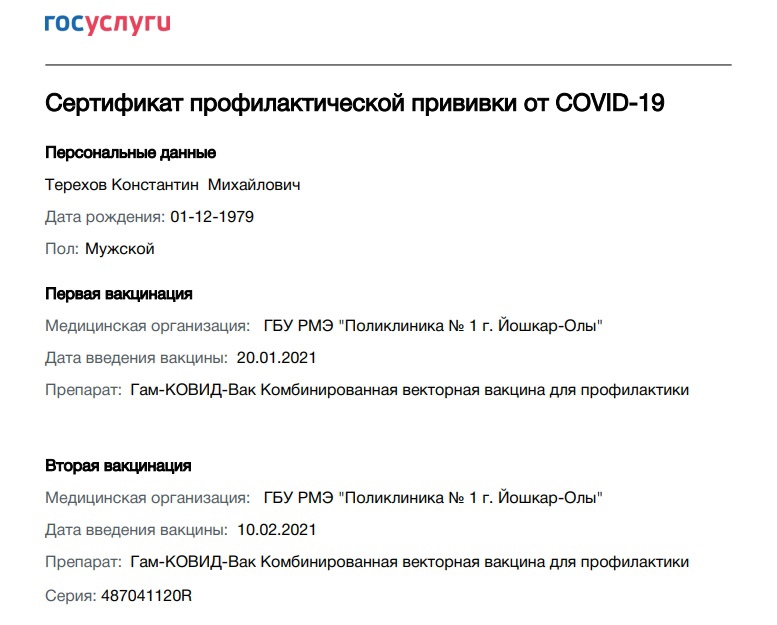 госуслуги
Сертификат профилактической прививки от COVID-19
Персональные данные
Терехов Константин Михайлович
Дата рождения: 01-12-1979
Пол: Мужской
Первая вакцинация
Медицинская организация: ГБУ РМЭ "Поликлиника № 1 г. Йошкар-Олы"
Дата введения вакцины: 20.01.2021
Препарат: Гам-КОВИД-Вак Комбинированная векторная вакцина для профилактики
Вторая вакцинация
Медицинская организация: ГБУ РМЭ "Поликлиника № 1 г. Йошкар-Олы"
Дата введения вакцины: 10.02.2021
Препарат: Гам-КОВИД-Вак Комбинированная векторная вакцина для профилактики
Серия: 487041120R